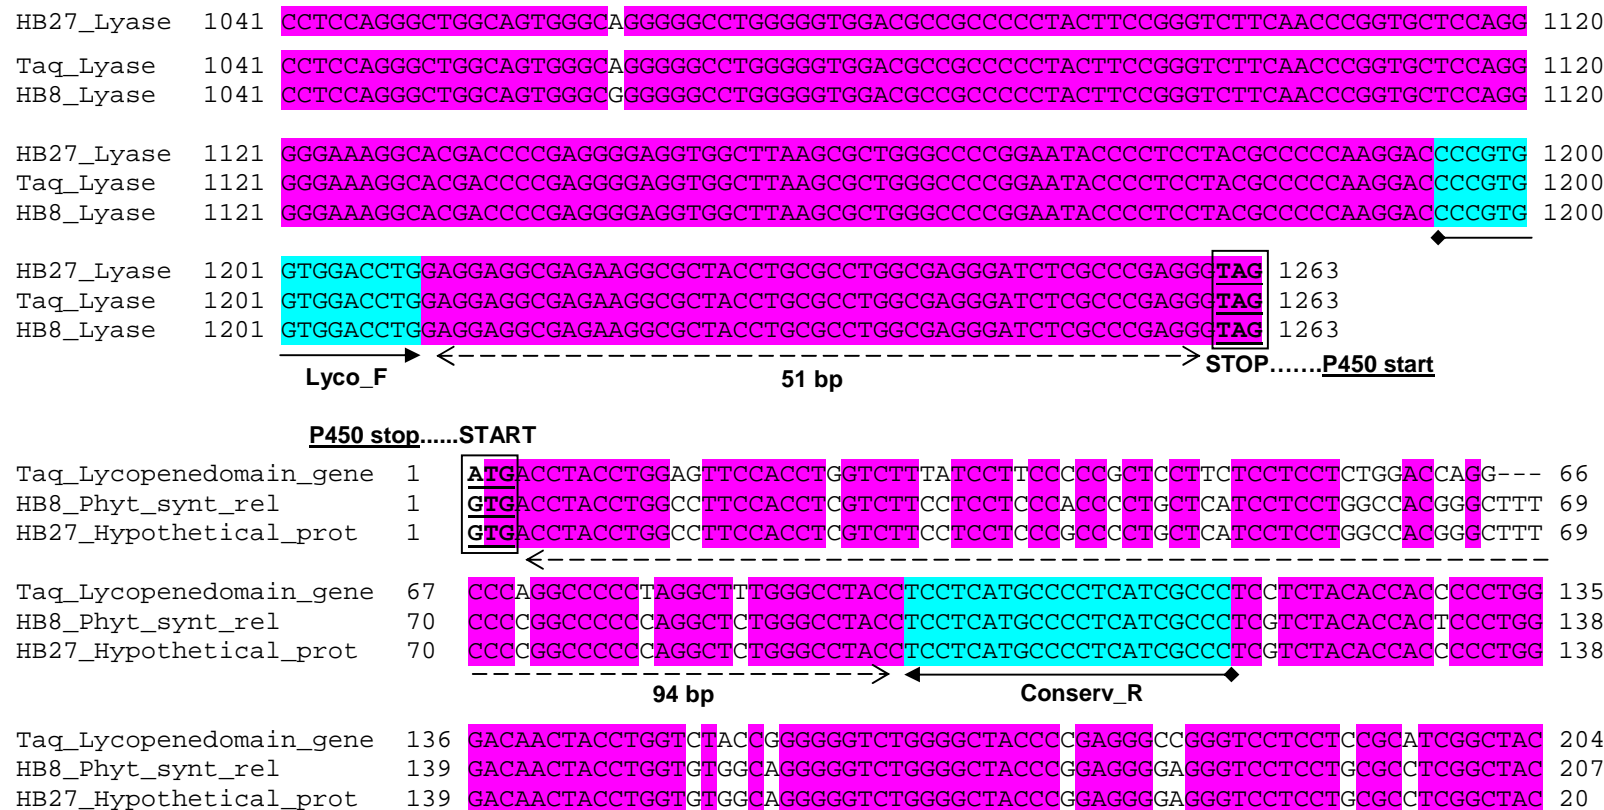 HB27_Lyase 1041 CCTCCAGGGCTGGCAGTGGGCAGGGGGCCTGGGGGTGGACGCCGCCCCCTACTTCCGGGTCTTCAACCCGGTGCTCCAGG 1120
Taq_Lyase 1041 CCTCCAGGGCTGGCAGTGGGCAGGGGGCCTGGGGGTGGACGCCGCCCCCTACTTCCGGGTCTTCAACCCGGTGCTCCAGG 1120
HB8_Lyase 1041 CCTCCAGGGCTGGCAGTGGGCGGGGGGCCTGGGGGTGGACGCCGCCCCCTACTTCCGGGTCTTCAACCCGGTGCTCCAGG 1120
HB27_Lyase 1121 GGGAAAGGCACGACCCCGAGGGGAGGTGGCTTAAGCGCTGGGCCCCGGAATACCCCTCCTACGCCCCCAAGGACCCCGTG 1200
Taq_Lyase 1121 GGGAAAGGCACGACCCCGAGGGGAGGTGGCTTAAGCGCTGGGCCCCGGAATACCCCTCCTACGCCCCCAAGGACCCCGTG 1200
HB8_Lyase 1121 GGGAAAGGCACGACCCCGAGGGGAGGTGGCTTAAGCGCTGGGCCCCGGAATACCCCTCCTACGCCCCCAAGGACCCCGTG 1200
HB27_Lyase 1201 GTGGACCTGGAGGAGGCGAGAAGGCGCTACCTGCGCCTGGCGAGGGATCTCGCCCGAGGGTAG 1263
Taq_Lyase 1201 GTGGACCTGGAGGAGGCGAGAAGGCGCTACCTGCGCCTGGCGAGGGATCTCGCCCGAGGGTAG 1263
HB8_Lyase 1201 GTGGACCTGGAGGAGGCGAGAAGGCGCTACCTGCGCCTGGCGAGGGATCTCGCCCGAGGGTAG 1263
Lyco_F 51 bp STOP.......P450 start
P450 stop......START
Taq_Lycopenedomain_gene 1 ATGACCTACCTGGAGTTCCACCTGGTCTTTATCCTTCCCCCGCTCCTTCTCCTCCTCTGGACCAGG--- 66
HB8_Phyt_synt_rel 1 GTGACCTACCTGGCCTTCCACCTCGTCTTCCTCCTCCCACCCCTGCTCATCCTCCTGGCCACGGGCTTT 69
HB27_Hypothetical_prot 1 GTGACCTACCTGGCCTTCCACCTCGTCTTCCTCCTCCCGCCCCTGCTCATCCTCCTGGCCACGGGCTTT 69
Taq_Lycopenedomain_gene 67 CCCAGGCCCCCTAGGCTTTGGGCCTACCTCCTCATGCCCCTCATCGCCCTCCTCTACACCACCCCCTGG 135
HB8_Phyt_synt_rel 70 CCCCGGCCCCCCAGGCTCTGGGCCTACCTCCTCATGCCCCTCATCGCCCTCGTCTACACCACTCCCTGG 138
HB27_Hypothetical_prot 70 CCCCGGCCCCCCAGGCTCTGGGCCTACCTCCTCATGCCCCTCATCGCCCTCGTCTACACCACCCCCTGG 138
94 bp Conserv_R
Taq_Lycopenedomain_gene 136 GACAACTACCTGGTCTACCGGGGGGTCTGGGGCTACCCCGAGGGCCGGGTCCTCCTCCGCATCGGCTAC 204
HB8_Phyt_synt_rel 139 GACAACTACCTGGTGTGGCAGGGGGTCTGGGGCTACCCGGAGGGGAGGGTCCTCCTGCGCCTCGGCTAC 207
HB27_Hypothetical_prot 139 GACAACTACCTGGTGTGGCAGGGGGTCTGGGGCTACCCGGAGGGGAGGGTCCTCCTGCGCCTCGGCTAC 20